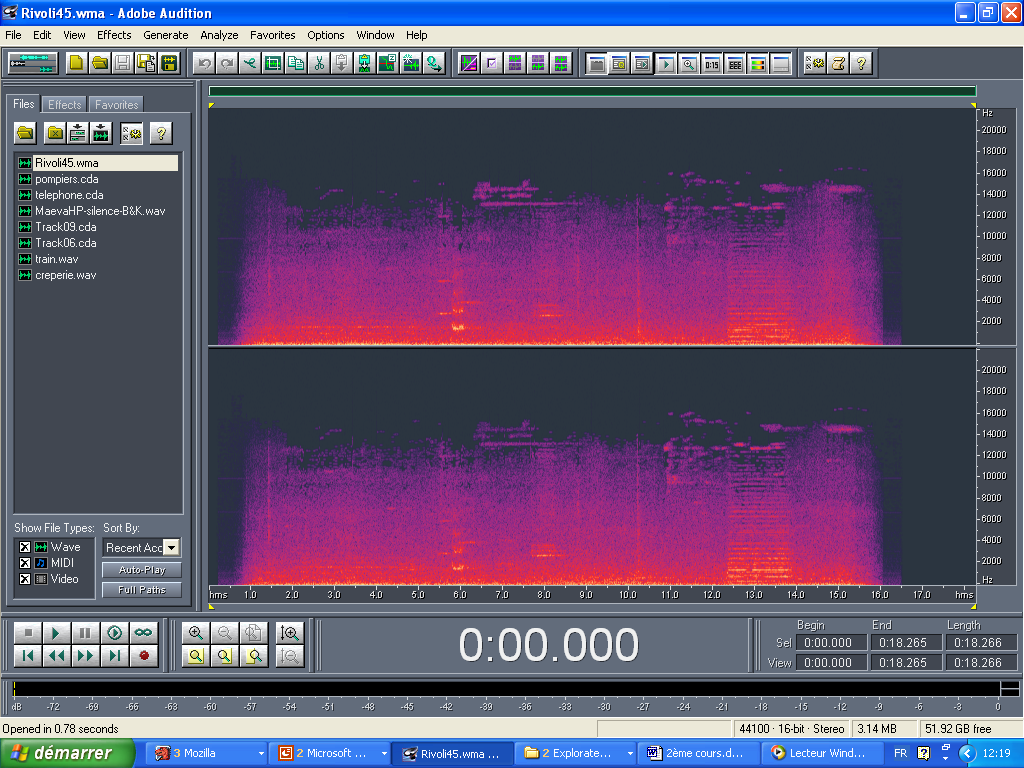 Rivoli45.wma - Adobe Audition
File Edit View Effects Generate Analyze Favorites Options Window Help
Files Effects Favorites
Rivoli45.wma
pompiers.cda
telephone.cda
MaevaHP-silence-B&K.wav
Track09.cda
Track06.cda
train.wav
creperie.wav
Show File Types: Sort By:
Wave Recent Acc
MIDI Auto-Play
Video Full Paths
Hz
20000
18000
16000
14000
12000
10000
8000
6000
4000
2000
20000
18000
16000
14000
12000
10000
8000
6000
4000
2000
Hz
hms 1.0 2.0 3.0 4.0 5.0 6.0 7.0 8.0 9.0 10.0 11.0 12.0 13.0 14.0 15.0 16.0 17.0 hms
0:00.000
Begin End Length
Sel 0:00.000 0:18.265 0:18.266
View 0:00.000 0:18.265 0:18.266
dB -72 -69 -66 -63 -60 -57 -54 -51 -48 -45 -42 -39 -36 -33 -30 -27 -24 -21 -18 -15 -12 -9 -6 -3 0
Opened in 0.78 seconds 44100 · 16-bit · Stereo 3.14 MB 51.92 GB free
démarrer 3 Mozilla 2 Microsoft ... Rivoli45.wma ... 2 Explorate... 2ème cours.d... Lecteur Wind... FR 12:19